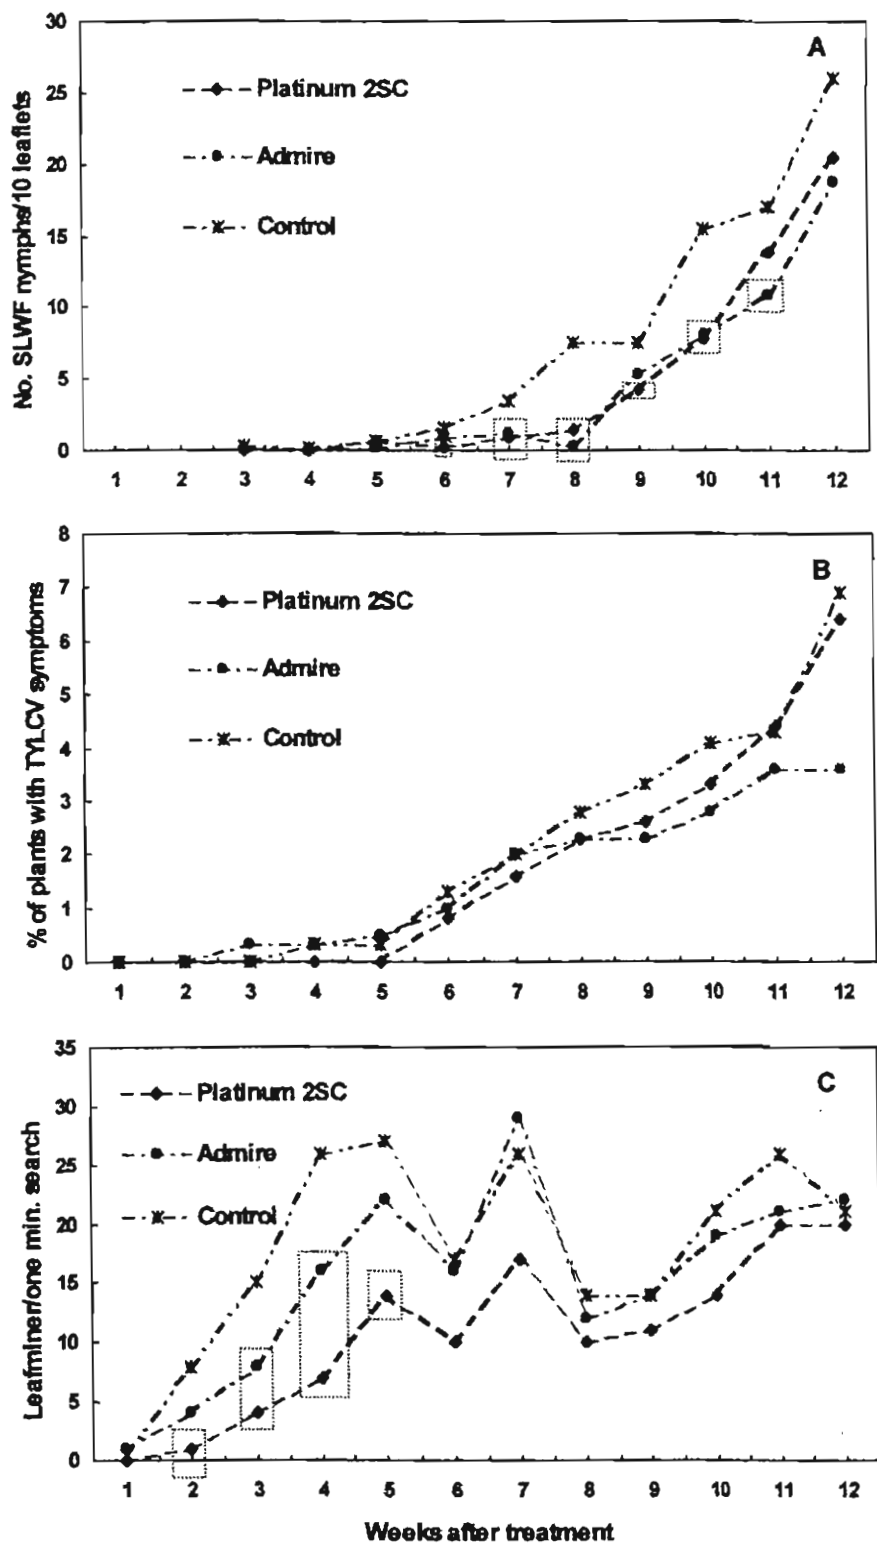 A
No. SLWF nymphs/10 leaflets
30
25
20
15
10
5
0
Platinum 2SC
Admire
Control
1 2 3 4 5 6 7 8 9 10 11 12
B
% of plants with TYLCV symptoms
8
7
6
5
4
3
2
1
0
Platinum 2SC
Admire
Control
1 2 3 4 5 6 7 8 9 10 11 12
C
Leafminer/one min. search
35
30
25
20
15
10
5
0
Platinum 2SC
Admire
Control
1 2 3 4 5 6 7 8 9 10 11 12
Weeks after treatment